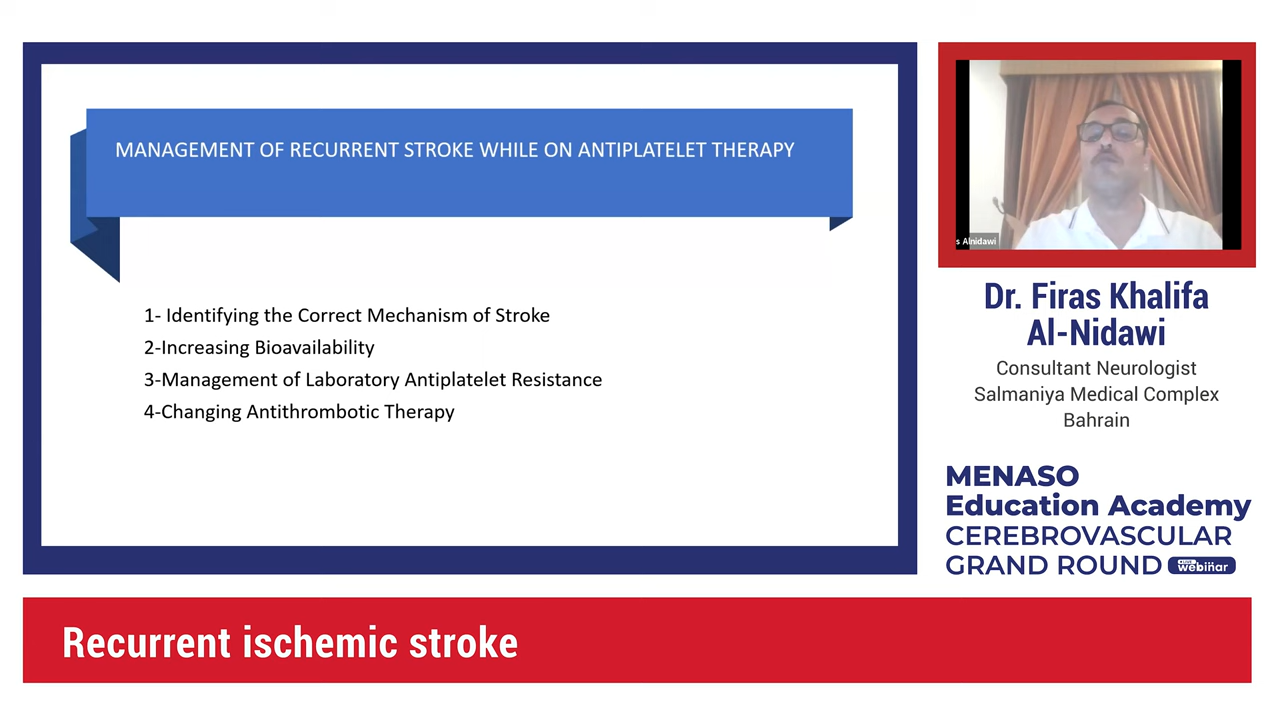 MANAGEMENT OF RECURRENT STROKE WHILE ON ANTIPLATELET THERAPY
1- Identifying the Correct Mechanism of Stroke
2-Increasing Bioavailability
3-Management of Laboratory Antiplatelet Resistance
4-Changing Antithrombotic Therapy
s Alnidawi
Dr. Firas Khalifa
Al-Nidawi
Consultant Neurologist
Salmaniya Medical Complex
Bahrain
MENASO
Education Academy
CEREBROVASCULAR
GRAND ROUND webinar
Recurrent ischemic stroke